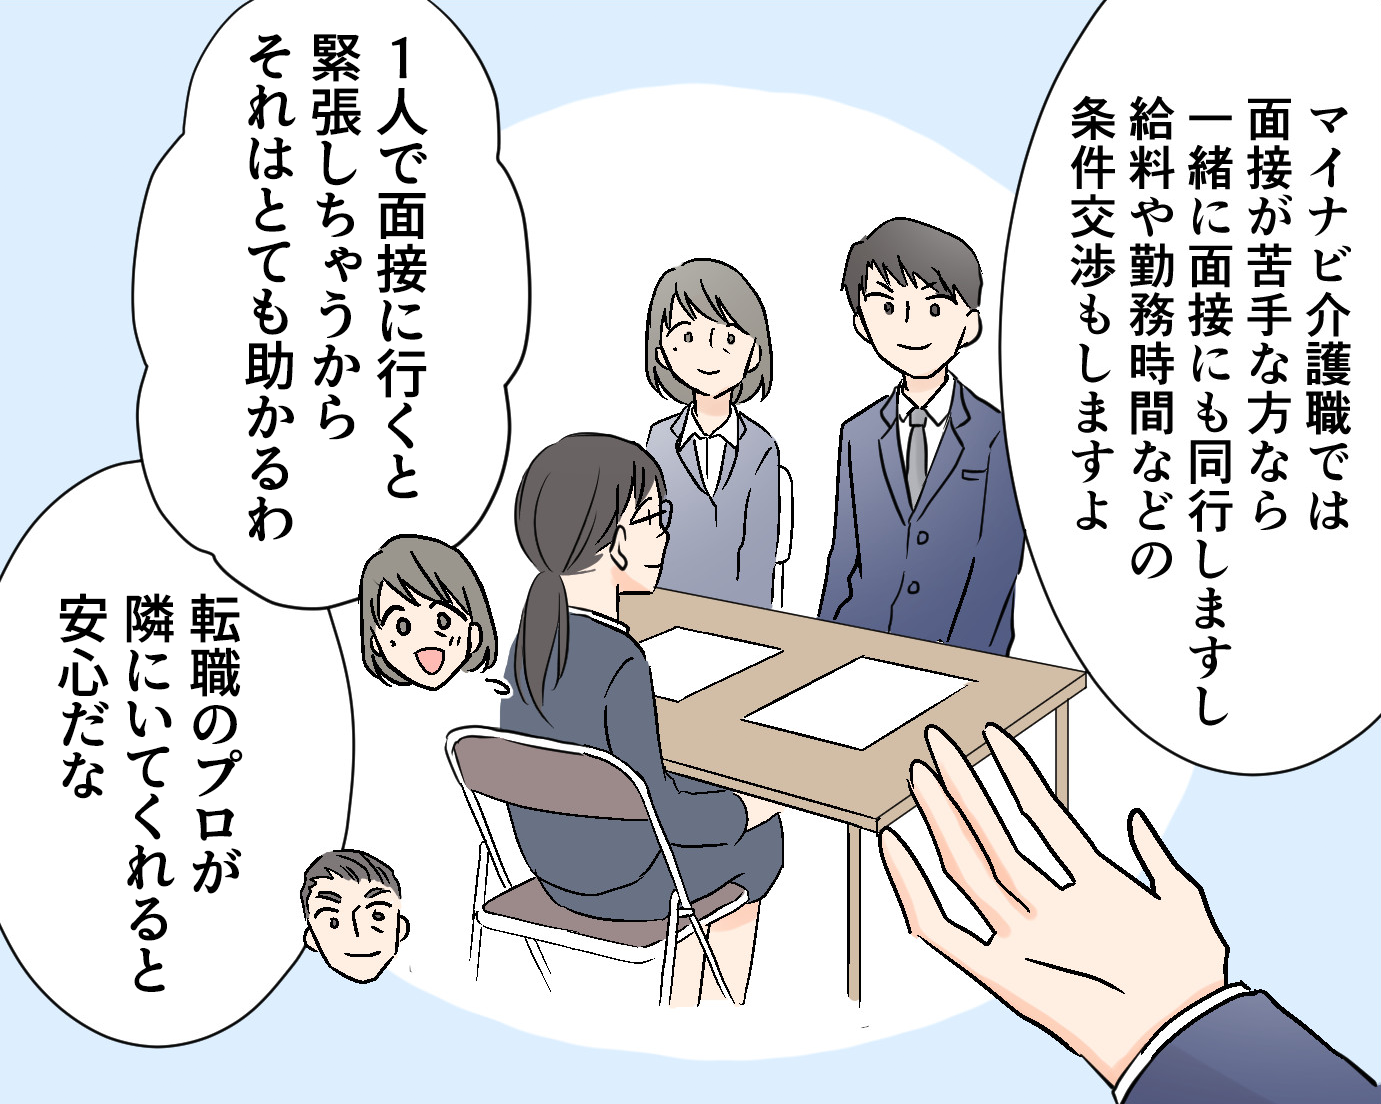 マイナビ介護職では
面接が苦手な方なら
一緒に面接にも同行しますし
給料や勤務時間などの
条件交渉もしますよ
１人で面接に行くと
緊張しちゃうから
それはとても助かるわ
転職のプロが
隣にいてくれると
安心だな